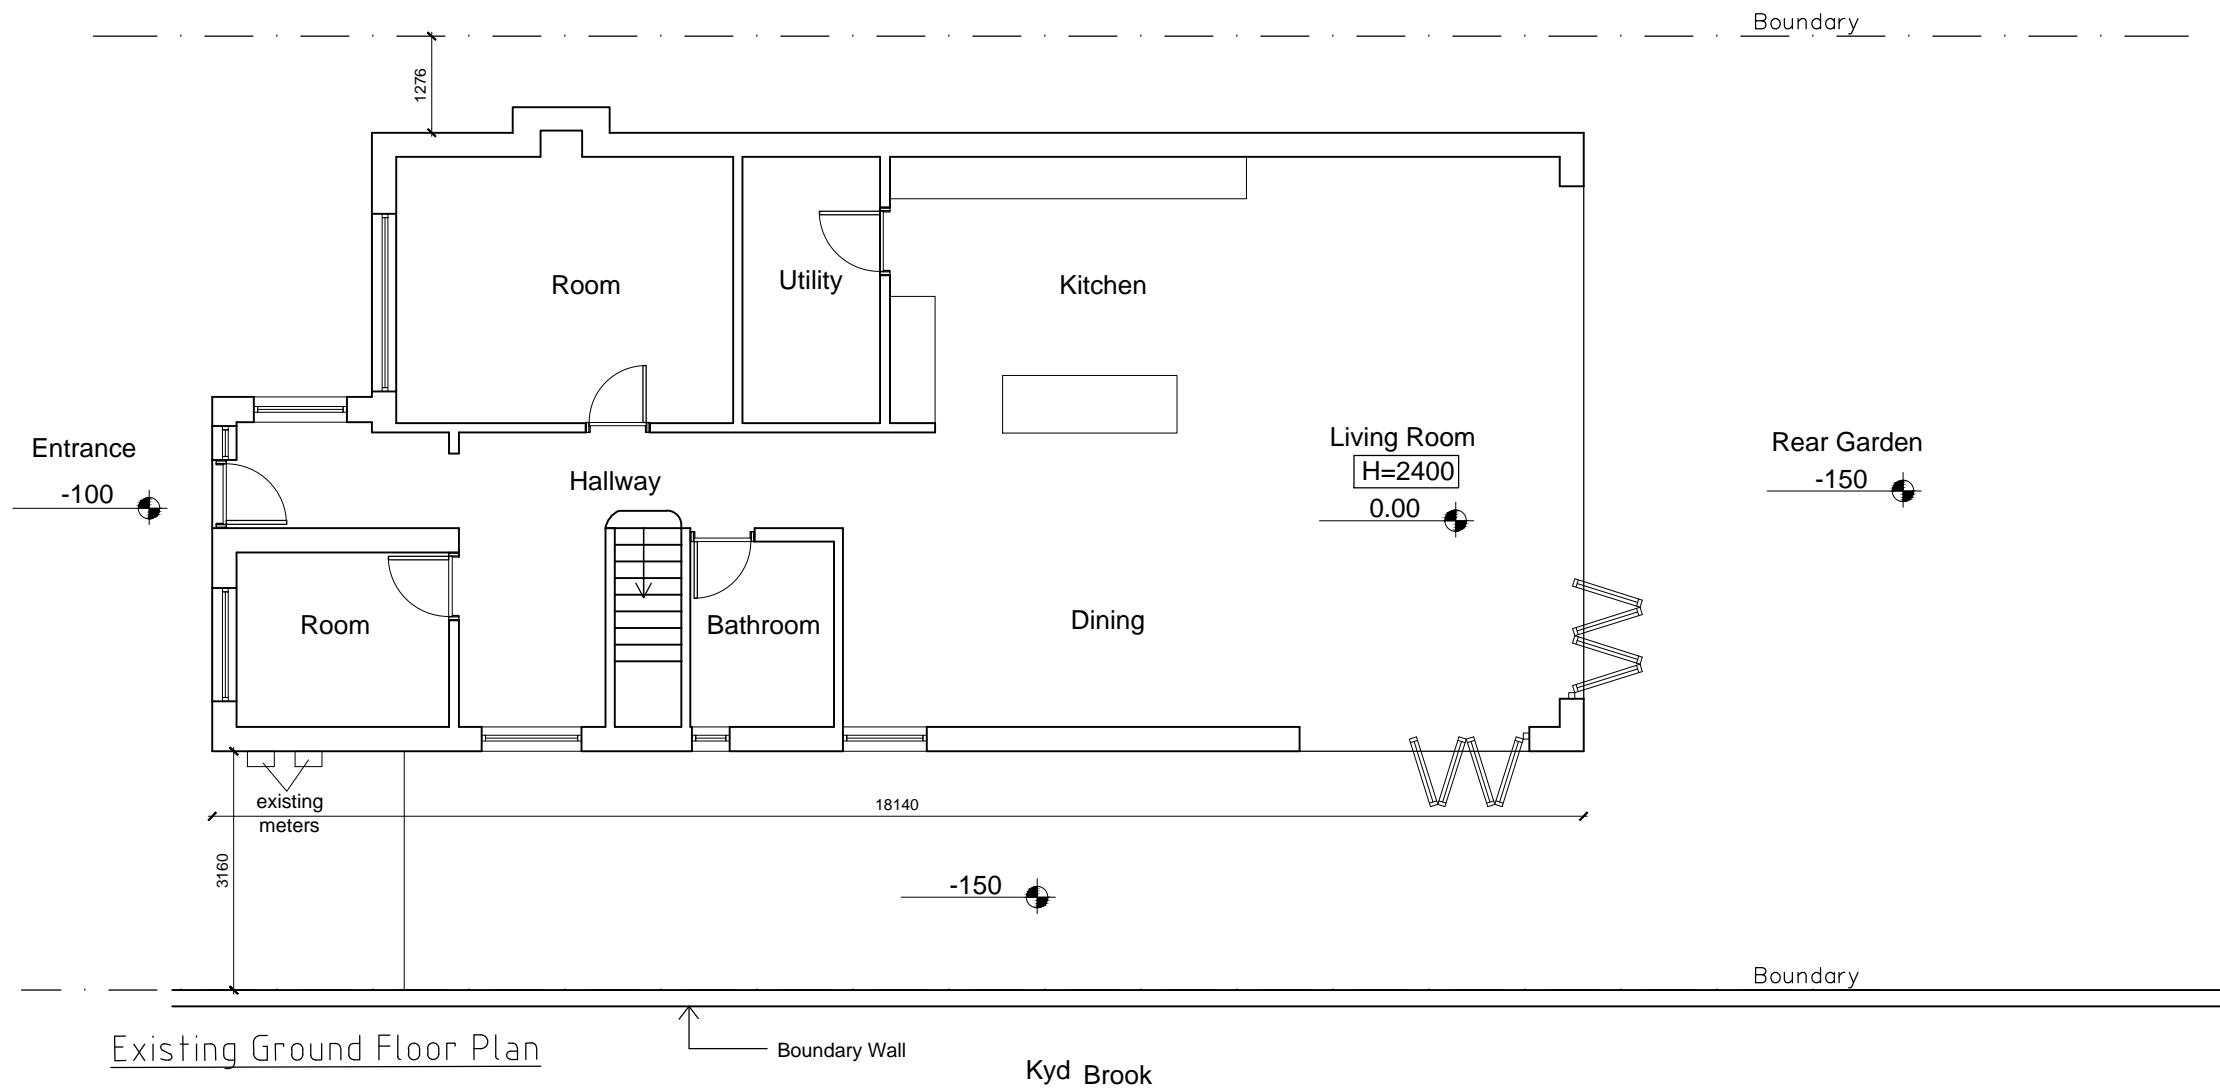 Boundary
1276
Room
Utility
Kitchen
Entrance
-100
Hallway
Living Room
H=2400
0.00
Rear Garden
-150
Room
Bathroom
Dining
existing
meters
18140
3160
-150
Boundary
Existing Ground Floor Plan
Boundary Wall
Kyd Brook